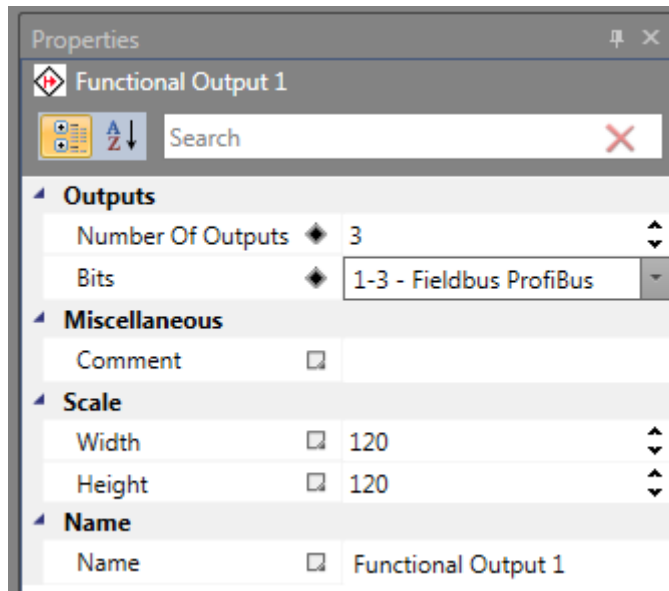 Properties
Functional Output 1
A
Z
Search
Outputs
Number Of Outputs 3
Bits 1-3 - Fieldbus ProfiBus
Miscellaneous
Comment
Scale
Width 120
Height 120
Name
Name Functional Output 1